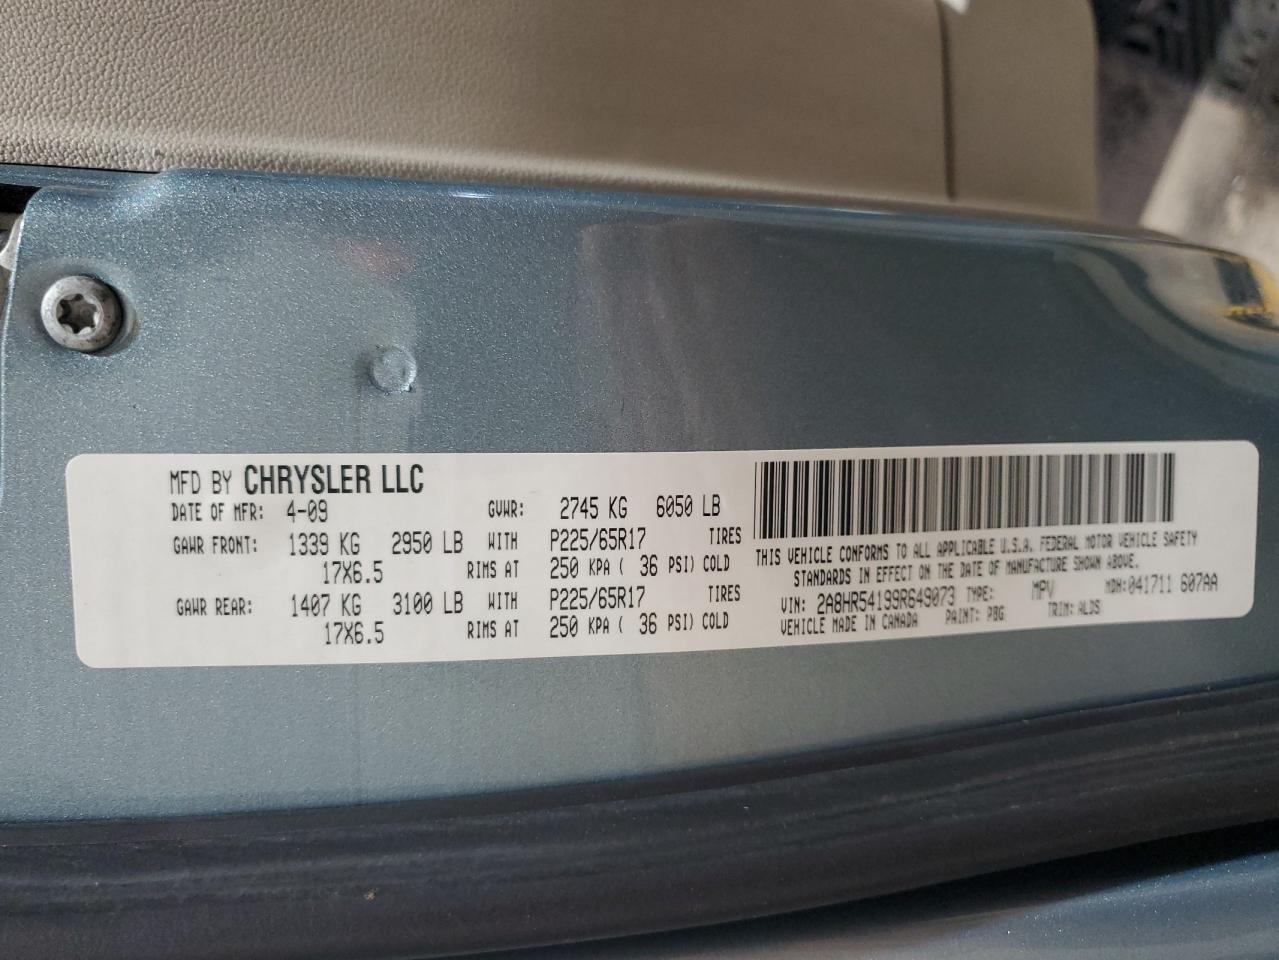 MFD BY CHRYSLER LLC
DATE OF MFR: 4-09 GVWR: 2745 KG 6050 LB
GAWR FRONT: 1339 KG 2950 LB WITH P225/65R17 TIRES
17X6.5 RIMS AT 250 KPA ( 36 PSI) COLD
GAWR REAR: 1407 KG 3100 LB WITH P225/65R17 TIRES
17X6.5 RIMS AT 250 KPA ( 36 PSI) COLD
THIS VEHICLE CONFORMS TO ALL APPLICABLE U.S.A. FEDERAL MOTOR VEHICLE SAFETY
STANDARDS IN EFFECT ON THE DATE OF MANUFACTURE SHOWN ABOVE.
VIN: 2A8HR54199R649073 TYPE: MPV MDH:041711 607AA
VEHICLE MADE IN CANADA PAINT: PBG TRIM: ALDS